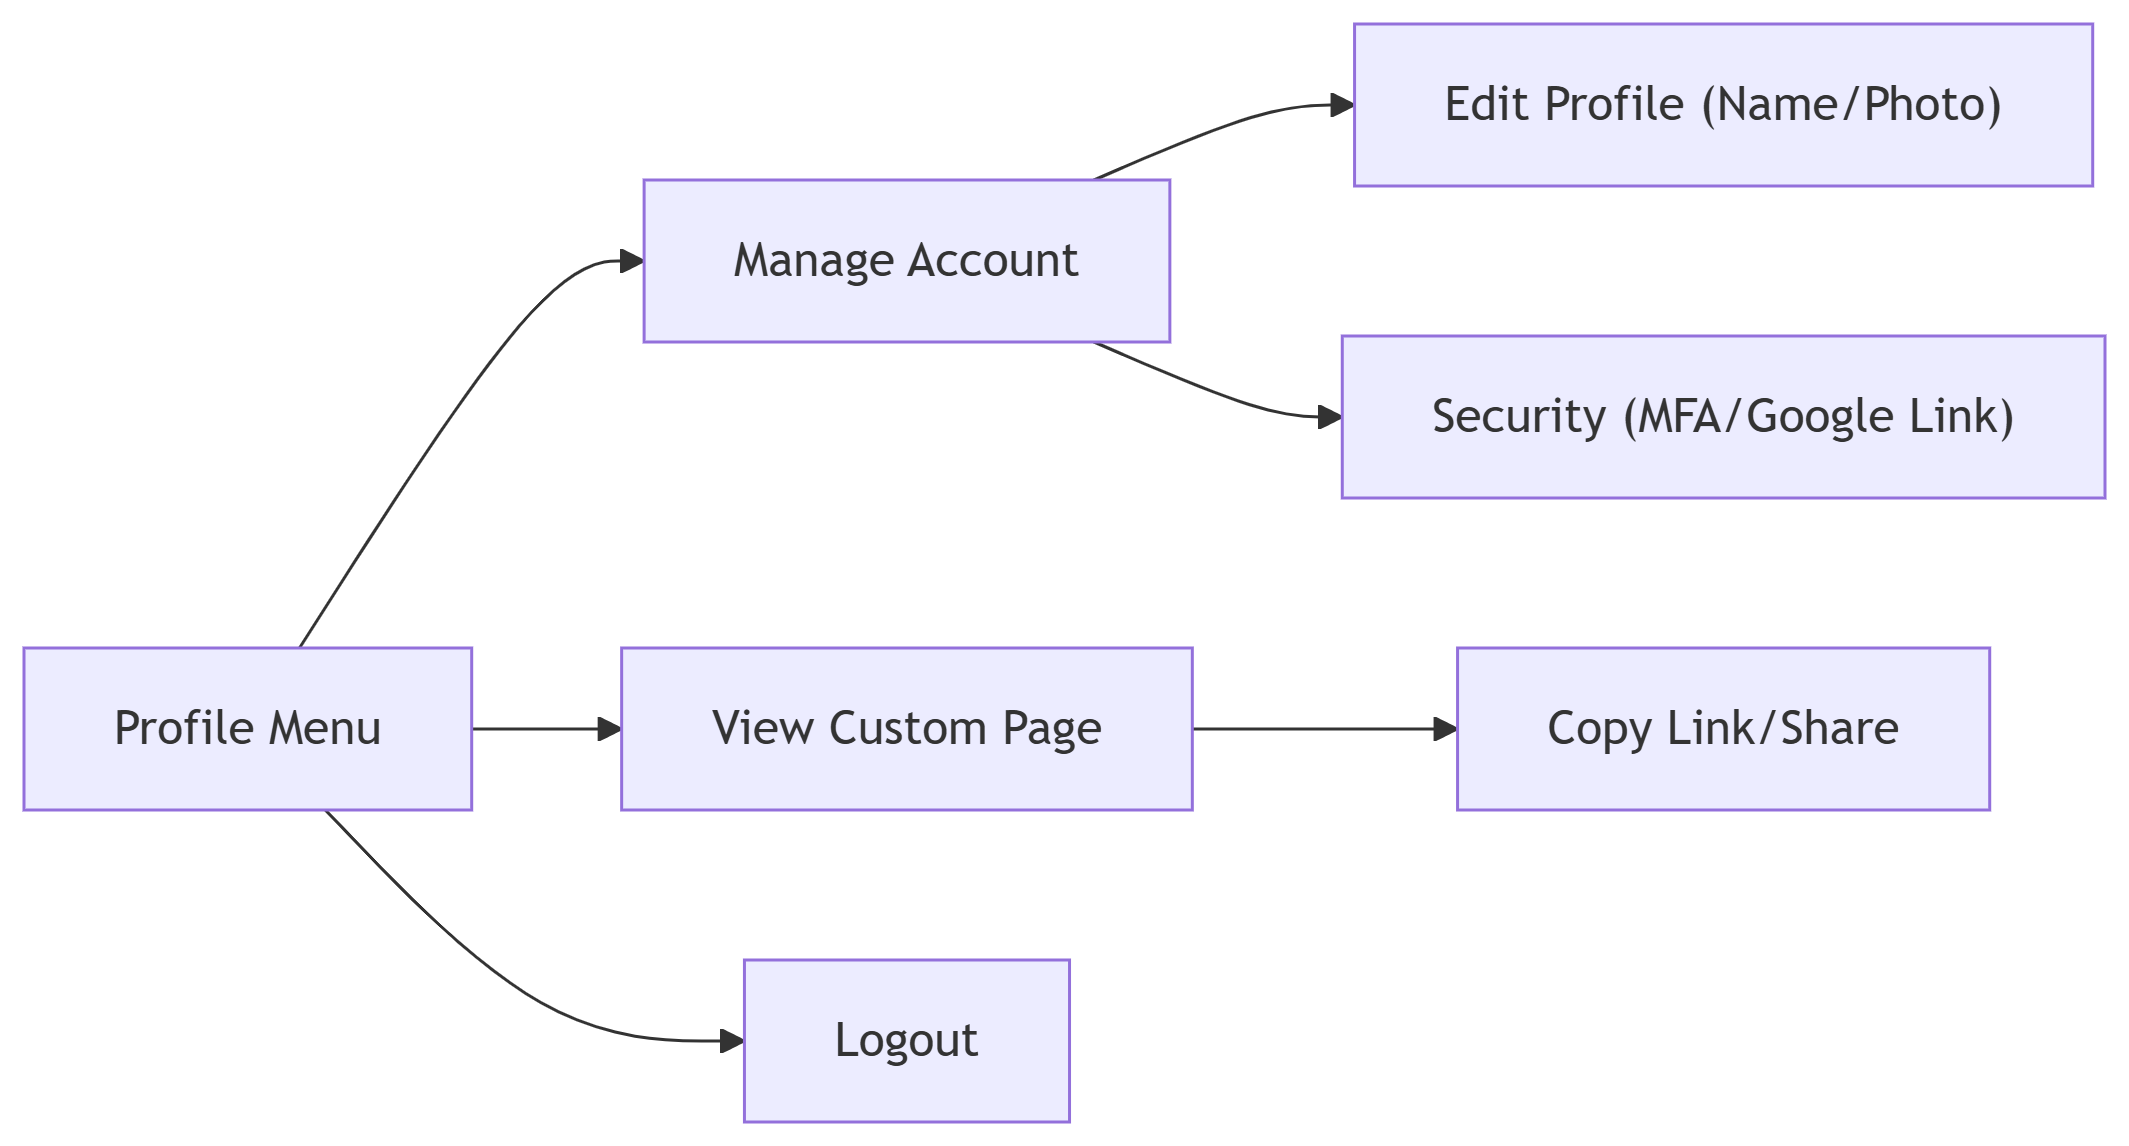 Edit Profile (Name/Photo)
Manage Account
Security (MFA/Google Link)
Profile Menu
View Custom Page
Copy Link/Share
Logout